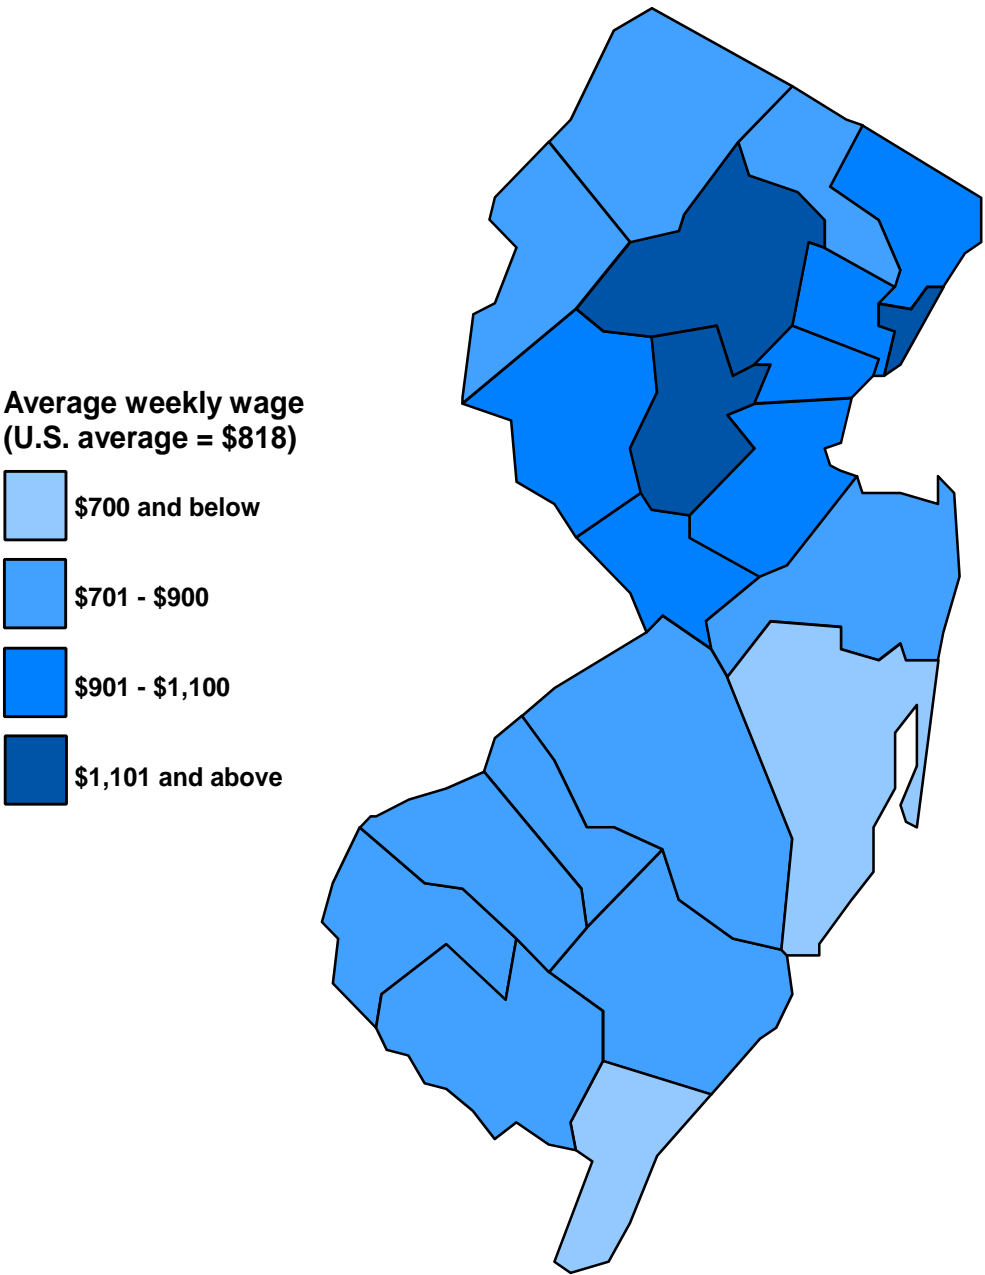 Average weekly wage
(U.S. average = $818)
$700 and below
$701 - $900
$901 - $1,100
$1,101 and above